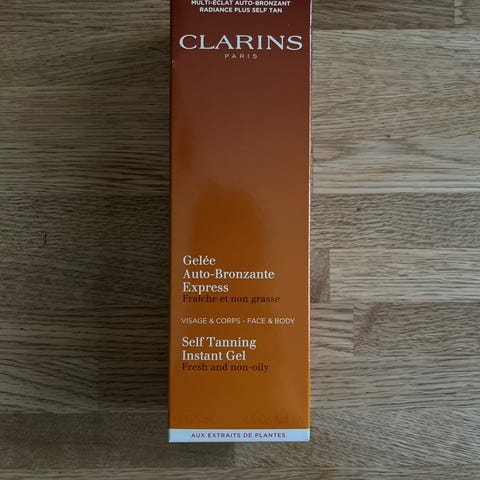 MULTI-ÉCLAT AUTO-BRONZANT
RADIANCE PLUS SELF TAN
CLARINS
PARIS
Gelée
Auto-Bronzante
Express
Fraîche et non grasse
VISAGE & CORPS - FACE & BODY
Self Tanning
Instant Gel
Fresh and non-oily
AUX EXTRAITS DE PLANTES